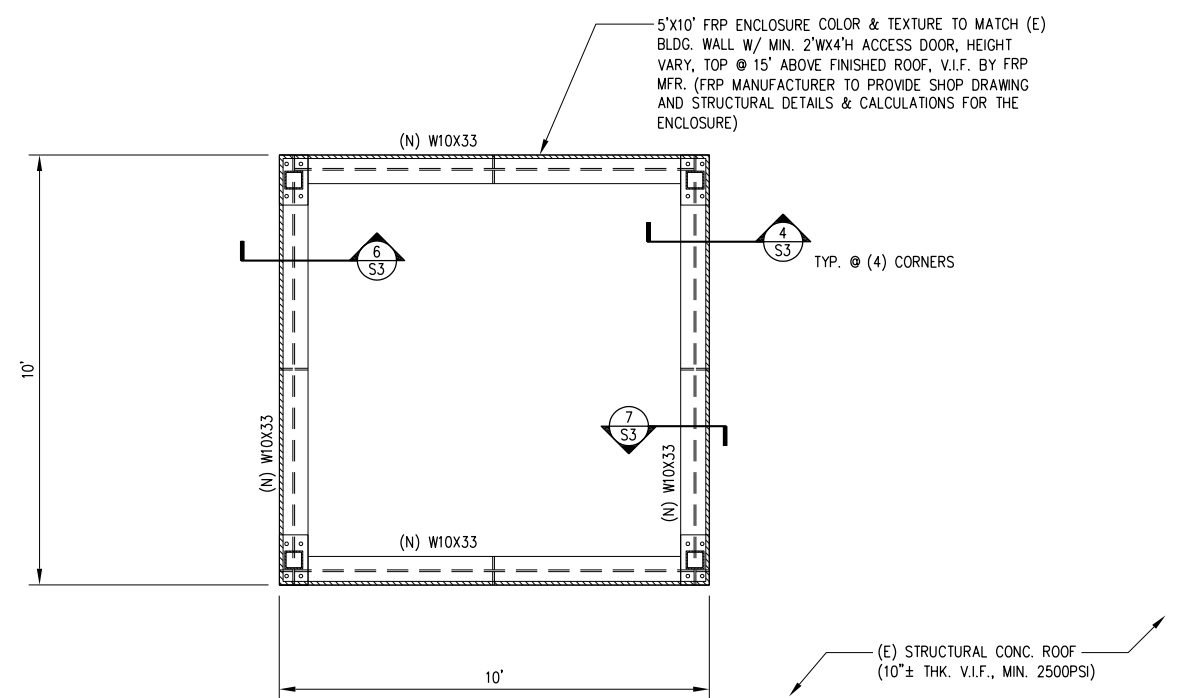 5'X10' FRP ENCLOSURE COLOR & TEXTURE TO MATCH (E)
BLDG. WALL W/ MIN. 2'WX4'H ACCESS DOOR, HEIGHT
VARY, TOP @ 15' ABOVE FINISHED ROOF, V.I.F. BY FRP
MFR. (FRP MANUFACTURER TO PROVIDE SHOP DRAWING
AND STRUCTURAL DETAILS & CALCULATIONS FOR THE
ENCLOSURE)
(N) W10X33
6
S3
4
S3
TYP. @ (4) CORNERS
10'
7
S3
(N) W10X33
(N) W10X33
(N) W10X33
10'
(E) STRUCTURAL CONC. ROOF
(10"± THK. V.I.F., MIN. 2500PSI)